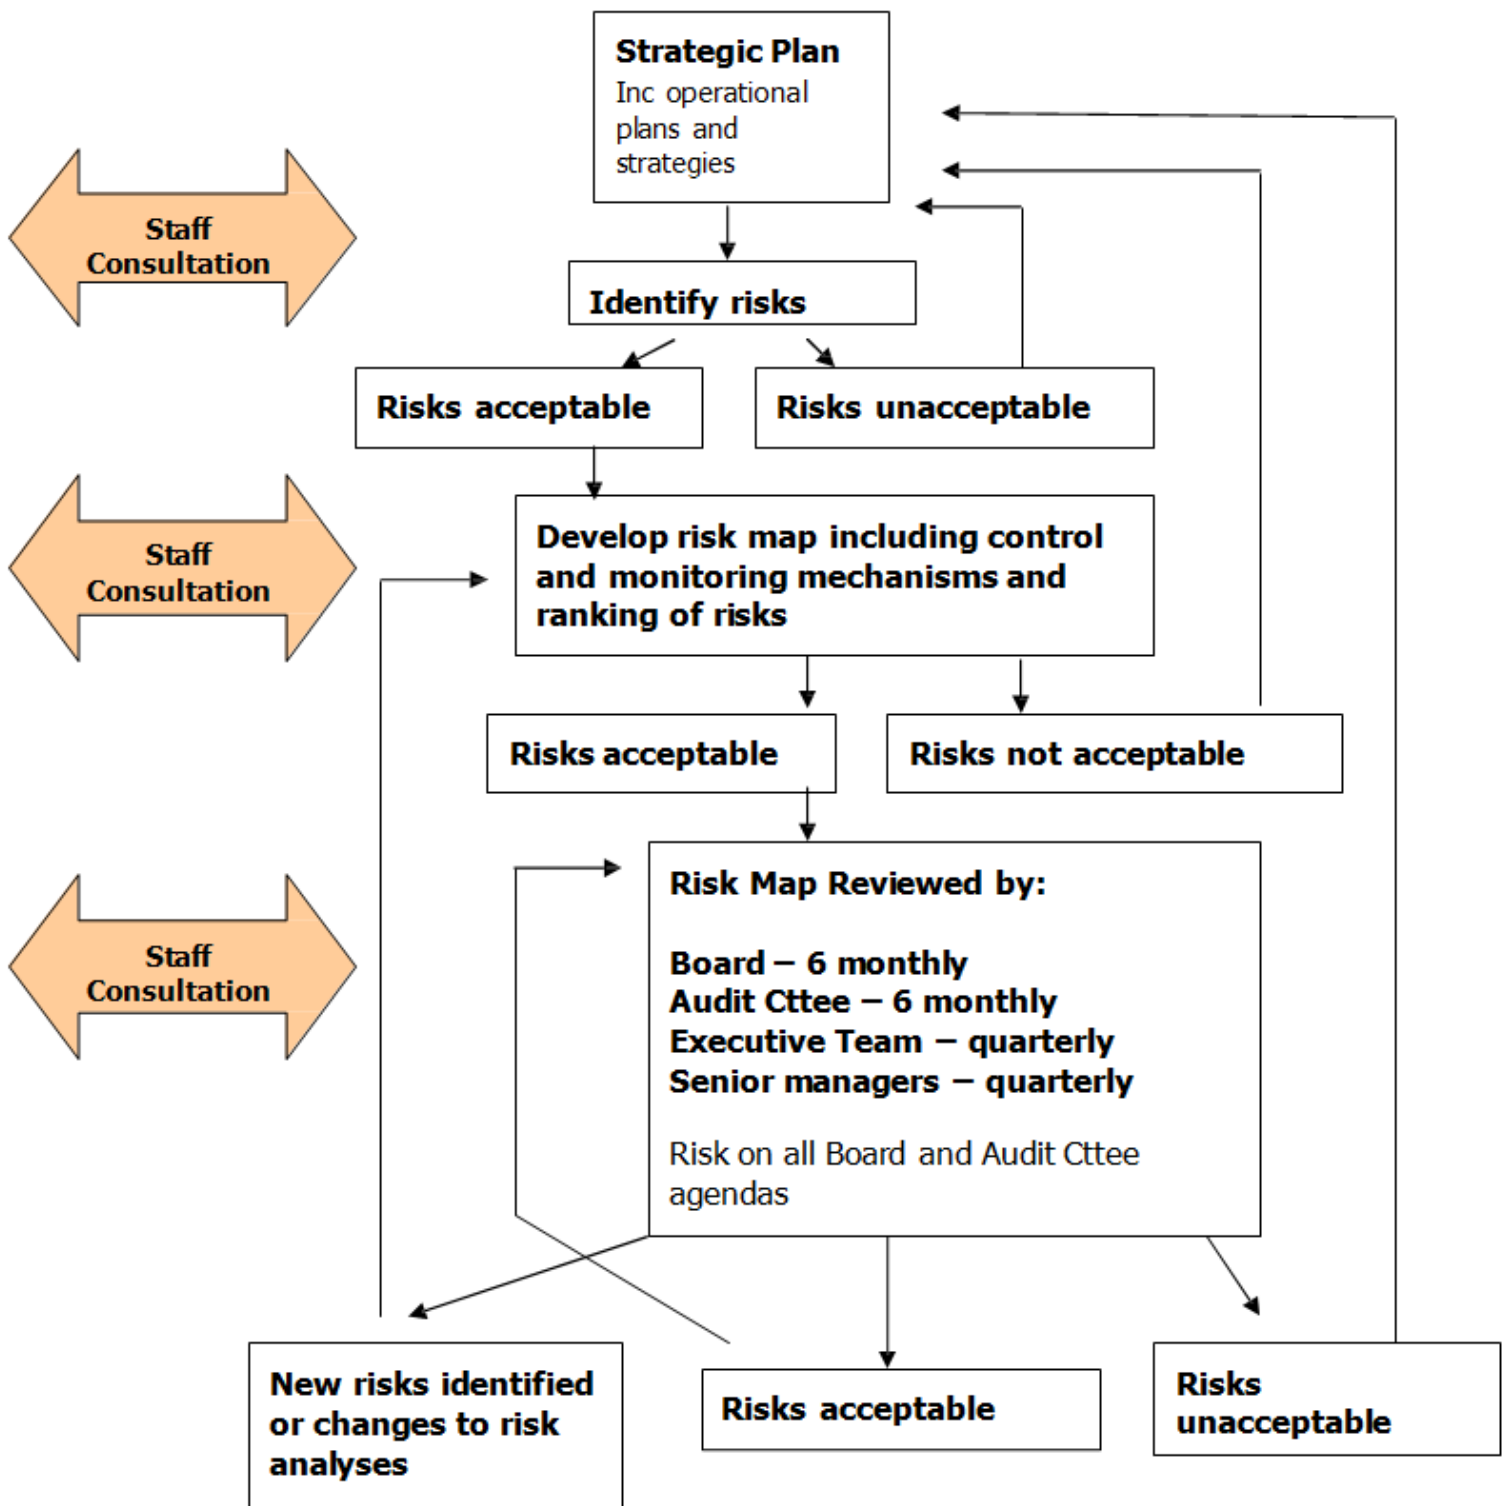 Strategic Plan
Inc operational
plans and
strategies
Staff
Consultation
Identify risks
Risks acceptable
Risks unacceptable
Staff
Consultation
Develop risk map including control
and monitoring mechanisms and
ranking of risks
Risks acceptable
Risks not acceptable
Staff
Consultation
Risk Map Reviewed by:
Board – 6 monthly
Audit Cttee – 6 monthly
Executive Team – quarterly
Senior managers – quarterly
Risk on all Board and Audit Cttee
agendas
New risks identified
or changes to risk
analyses
Risks acceptable
Risks
unacceptable